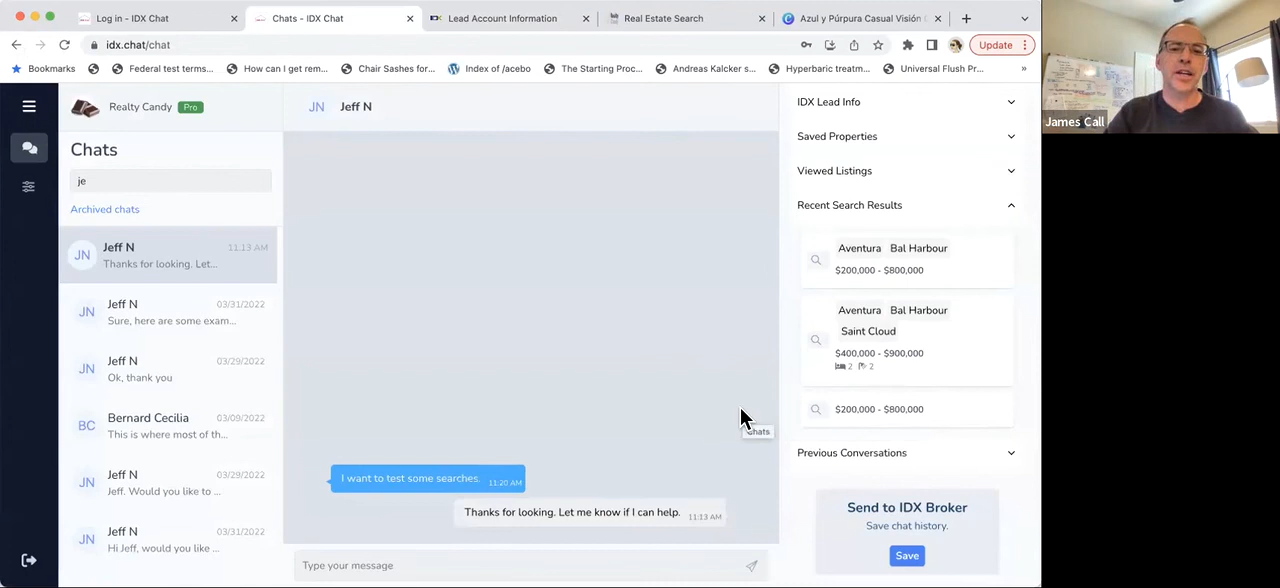 Log in - IDX Chat
Chats - IDX Chat
Lead Account Information
Real Estate Search
Azul y Púrpura Casual Visión
idx.chat/chat
Update
Bookmarks
Federal test terms...
How can I get rem...
Chair Sashes for...
Index of /acebo
The Starting Proc...
Andreas Kalcker s...
Hyperbaric treatm...
Universal Flush Pr...
»
James Call
Realty Candy Pro
JN Jeff N
Chats
je
Archived chats
JN Jeff N 11:13 AM
Thanks for looking. Let...
JN Jeff N 03/31/2022
Sure, here are some exam...
JN Jeff N 03/29/2022
Ok, thank you
BC Bernard Cecilia 03/09/2022
This is where most of th...
JN Jeff N 03/29/2022
Jeff. Would you like to ...
JN Jeff N 03/31/2022
Hi Jeff, would you like ...
Chats
I want to test some searches. 11:20 AM
Thanks for looking. Let me know if I can help. 11:13 AM
Type your message
IDX Lead Info
Saved Properties
Viewed Listings
Recent Search Results
Aventura Bal Harbour
$200,000 - $800,000
Aventura Bal Harbour
Saint Cloud
$400,000 - $900,000
2 2
$200,000 - $800,000
Previous Conversations
Send to IDX Broker
Save chat history.
Save